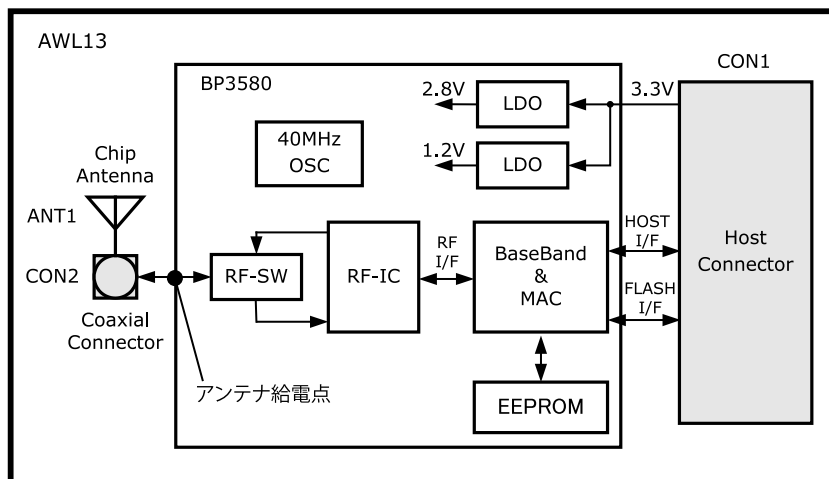 AWL13
BP3580
CON1
2.8V
LDO
3.3V
40MHz
OSC
1.2V
LDO
Chip
Antenna
ANT1
CON2
Coaxial
Connector
RF-SW
RF-IC
RF
I/F
BaseBand
&
MAC
HOST
I/F
FLASH
I/F
Host
Connector
アンテナ給電点
EEPROM